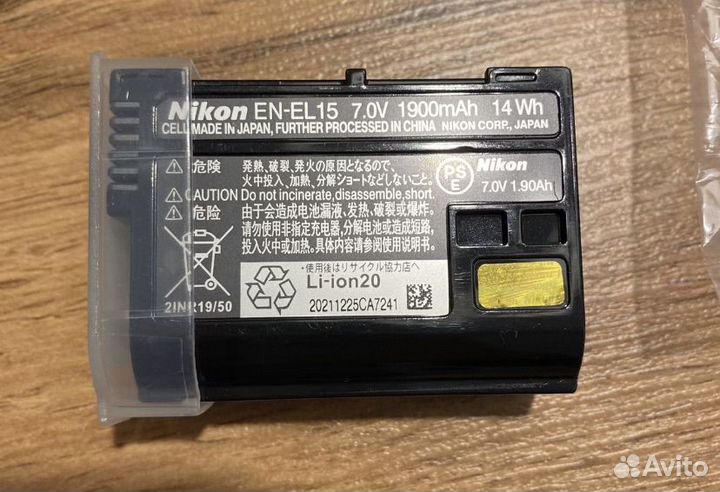 Nikon EN-EL15 7.0V 1900mAh 14Wh
CELL MADE IN JAPAN, FURTHER PROCESSED IN CHINA NIKON CORP., JAPAN
⚠危険 発熱、破裂、発火の原因となるので、
火中投入、加熱、分解ショートなどしないこと。
⚠CAUTION Do not incinerate, disassemble, short.
⚠危险 由于会造成电池漏液，发热，破裂或爆炸。
请勿使用非指定充电器，分解电池或造成短路，
投入火中或加热。详情请参阅使用说明书。
PS
E
Nikon
7.0V 1.90Ah
2INR19/50
•使用後はリサイクル協力店へ
Li-ion20
20211225CA7241
Avito